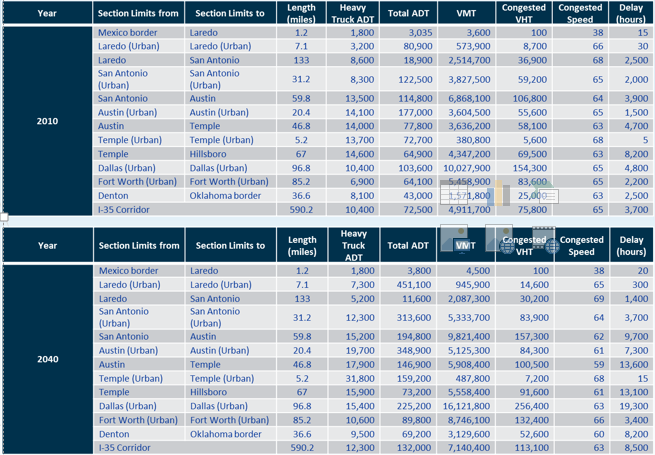 Year Section Limits from Section Limits to Length (miles) Heavy Truck ADT Total ADT VMT Congested VHT Congested Speed Delay (hours)
2010
Mexico border Laredo 1.2 1,800 3,035 3,600 100 38 15
Laredo (Urban) Laredo (Urban) 7.1 3,200 80,900 573,900 8,700 66 30
Laredo San Antonio 133 8,600 18,900 2,514,700 36,900 68 2,500
San Antonio (Urban) San Antonio (Urban) 31.2 8,300 122,500 3,827,500 59,200 65 2,000
San Antonio Austin 59.8 13,500 114,800 6,868,100 106,800 64 3,900
Austin (Urban) Austin (Urban) 20.4 14,100 177,000 3,604,500 55,600 65 1,500
Austin Temple 46.8 14,000 77,800 3,636,200 58,100 63 4,700
Temple (Urban) Temple (Urban) 5.2 13,700 72,700 380,800 5,600 68 5
Temple Hillsboro 67 14,600 64,900 4,347,200 69,500 63 8,200
Dallas (Urban) Dallas (Urban) 96.8 10,400 103,600 10,027,900 154,300 65 4,800
Fort Worth (Urban) Fort Worth (Urban) 85.2 6,900 64,100 5,458,900 83,600 65 2,200
Denton Oklahoma border 36.6 8,100 43,000 63 2,500
I-35 Corridor 590.2 10,400 72,500 4,911,700 75,800 65 3,700
Year Section Limits from Section Limits to Length (miles) Heavy Truck ADT Total ADT VMT Congested VHT Congested Speed Delay (hours)
2040
Mexico border Laredo 1.2 1,800 3,800 4,500 100 38 20
Laredo (Urban) Laredo (Urban) 7.1 7,300 451,100 945,900 14,600 65 300
Laredo San Antonio 133 5,200 11,600 2,087,300 30,200 69 1,400
San Antonio (Urban) San Antonio (Urban) 31.2 12,300 313,600 5,333,700 83,900 64 3,700
San Antonio Austin 59.8 15,200 194,800 9,821,400 157,300 62 9,700
Austin (Urban) Austin (Urban) 20.4 19,700 348,900 5,125,300 84,300 61 7,300
Austin Temple 46.8 17,900 146,900 5,908,400 100,500 59 13,600
Temple (Urban) Temple (Urban) 5.2 31,800 159,200 487,800 7,200 68 15
Temple Hillsboro 67 15,900 73,200 5,558,400 91,600 61 13,100
Dallas (Urban) Dallas (Urban) 96.8 15,400 225,200 16,121,800 256,400 63 19,300
Fort Worth (Urban) Fort Worth (Urban) 85.2 10,600 89,800 8,746,100 132,400 66 3,400
Denton Oklahoma border 36.6 9,500 69,200 3,129,600 52,600 60 8,200
I-35 Corridor 590.2 12,300 132,000 7,140,400 113,100 63 8,500